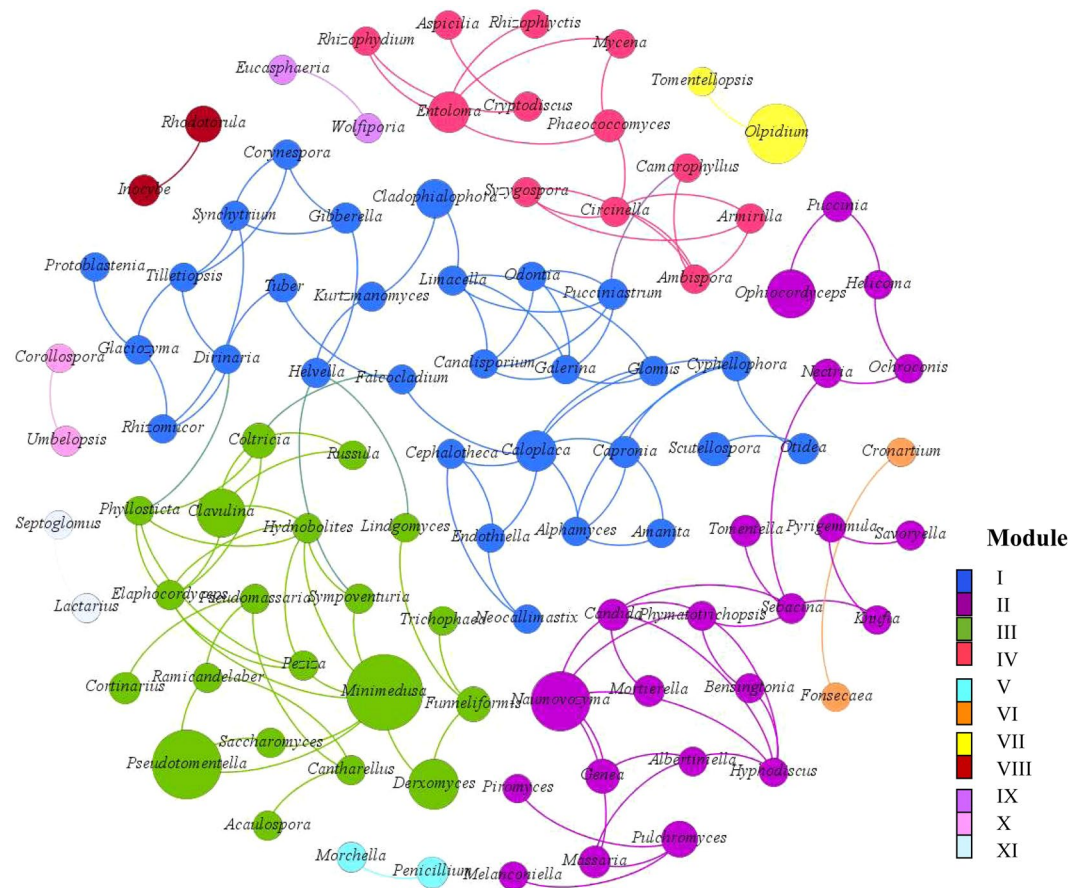 Aspicilia
Rhizophlyctis
Rhizophydium
Mycena
Eucasphaeria
Tomentellopsis
Entoloma
Cryptodiscus
Rhodotorula
Wolfiporia
Phaeococcomyces
Olpidium
Corynespora
Camarophyllus
Inocybe
Cladophialophora
Syzygospora
Puccinia
Synchytrium
Gibberella
Circinella
Armirilla
Protoblastenia
Tilletiopsis
Tuber
Kurtzmanomyces
Limacella
Odontia
Pucciniastrum
Ambispora
Ophiocordyceps
Helicoma
Corollospora
Glaciozyma
Dirinaria
Helvella
Falcocladium
Canalisporium
Galerina
Glomus
Cyphellophora
Nectria
Ochroconis
Umbelopsis
Rhizomucor
Coltricia
Russula
Cephalotheca
Caloplaca
Capronia
Scutellospora
Otidea
Cronartium
Phyllosticta
Clavulina
Hydnobolites
Lindgomyces
Endothiella
Alphamyces
Amanita
Tomentella
Pyrigemmula
Savoryella
Septoglomus
Lactarius
Elaphocordyceps
Pseudomassaria
Sympoventuria
Trichophaea
Neocallimastix
Candida
Phymatotrichopsis
Sebacina
Knufia
Cortinarius
Ramicandelaber
Peziza
Minimedusa
Funneliformis
Naumovozyma
Mortierella
Bensingtonia
Fonsecaea
Pseudotomentella
Saccharomyces
Cantharellus
Derxomyces
Piromyces
Genea
Albertiniella
Hyphodiscus
Acaulospora
Morchella
Penicillium
Melanconiella
Massaria
Pulchromyces
Module
I
II
III
IV
V
VI
VII
VIII
IX
X
XI